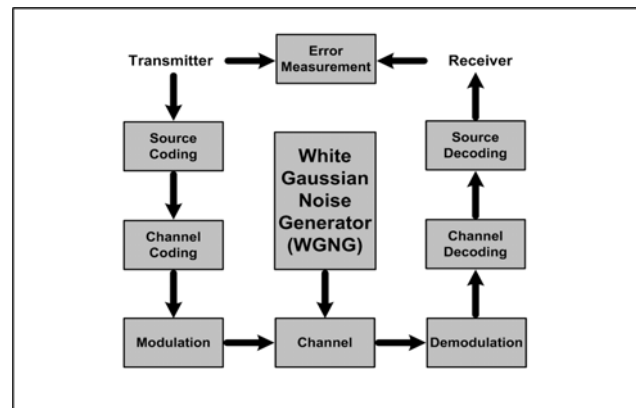 Transmitter
Error
Measurement
Receiver
Source
Coding
White
Gaussian
Noise
Generator
(WGNG)
Source
Decoding
Channel
Coding
Channel
Decoding
Modulation
Channel
Demodulation